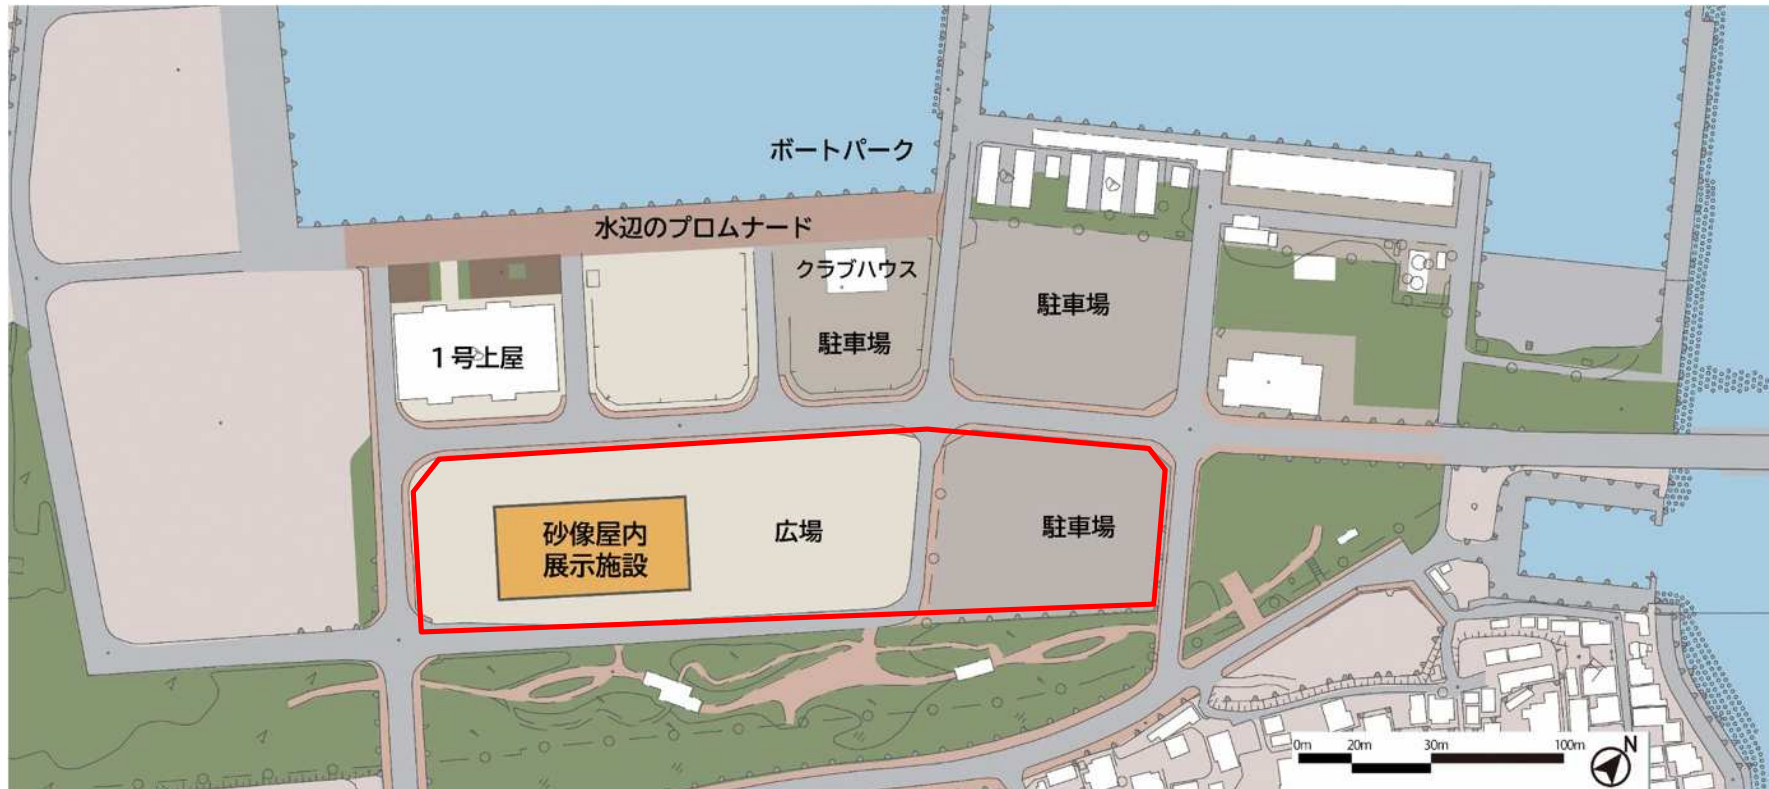 ボートパーク
水辺のプロムナード
クラブハウス
駐車場
駐車場
1号上屋
砂像屋内
展示施設
広場
駐車場
0m 20m 30m 100m
N